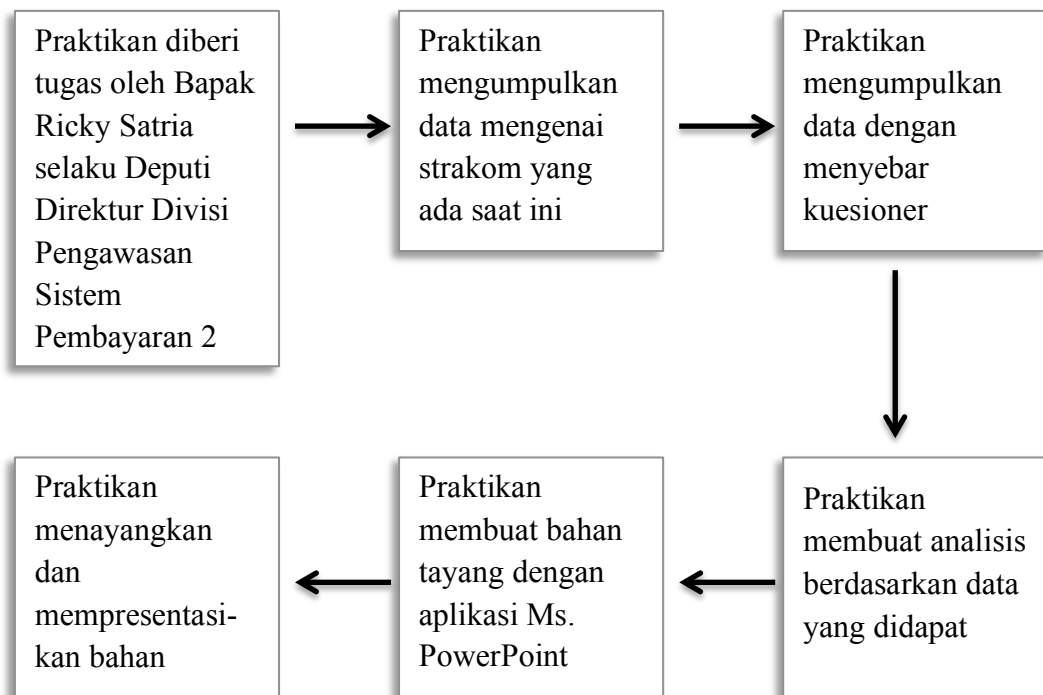 Praktikan diberi
tugas oleh Bapak
Ricky Satria
selaku Deputi
Direktur Divisi
Pengawasan
Sistem
Pembayaran 2
Praktikan
mengumpulkan
data mengenai
strakom yang
ada saat ini
Praktikan
mengumpulkan
data dengan
menyebar
kuesioner
Praktikan
membuat analisis
berdasarkan data
yang didapat
Praktikan
membuat bahan
tayang dengan
aplikasi Ms.
PowerPoint
Praktikan
menayangkan
dan
mempresentasi-
kan bahan